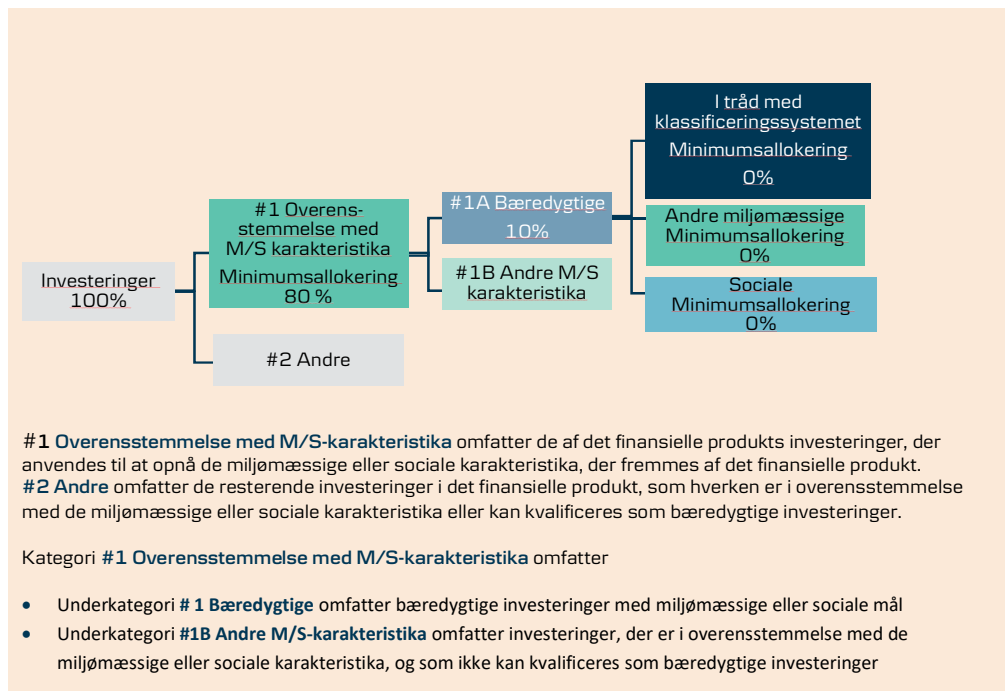 I tråd med
klassificeringssystemet
Minimumsallokering
0%
#1 Overens-
stemmelse med
M/S karakteristika
Minimumsallokering
80 %
#1A Bæredygtige
10%
Andre miljømæssige
Minimumsallokering
0%
Investeringer
100%
#1B Andre M/S
karakteristika
Sociale
Minimumsallokering
0%
#2 Andre
#1 Overensstemmelse med M/S-karakteristika omfatter de af det finansielle produkts investeringer, der
anvendes til at opnå de miljømæssige eller sociale karakteristika, der fremmes af det finansielle produkt.
#2 Andre omfatter de resterende investeringer i det finansielle produkt, som hverken er i overensstemmelse
med de miljømæssige eller sociale karakteristika eller kan kvalificeres som bæredygtige investeringer.
Kategori #1 Overensstemmelse med M/S-karakteristika omfatter
• Underkategori # 1 Bæredygtige omfatter bæredygtige investeringer med miljømæssige eller sociale mål
• Underkategori #1B Andre M/S-karakteristika omfatter investeringer, der er i overensstemmelse med de
miljømæssige eller sociale karakteristika, og som ikke kan kvalificeres som bæredygtige investeringer